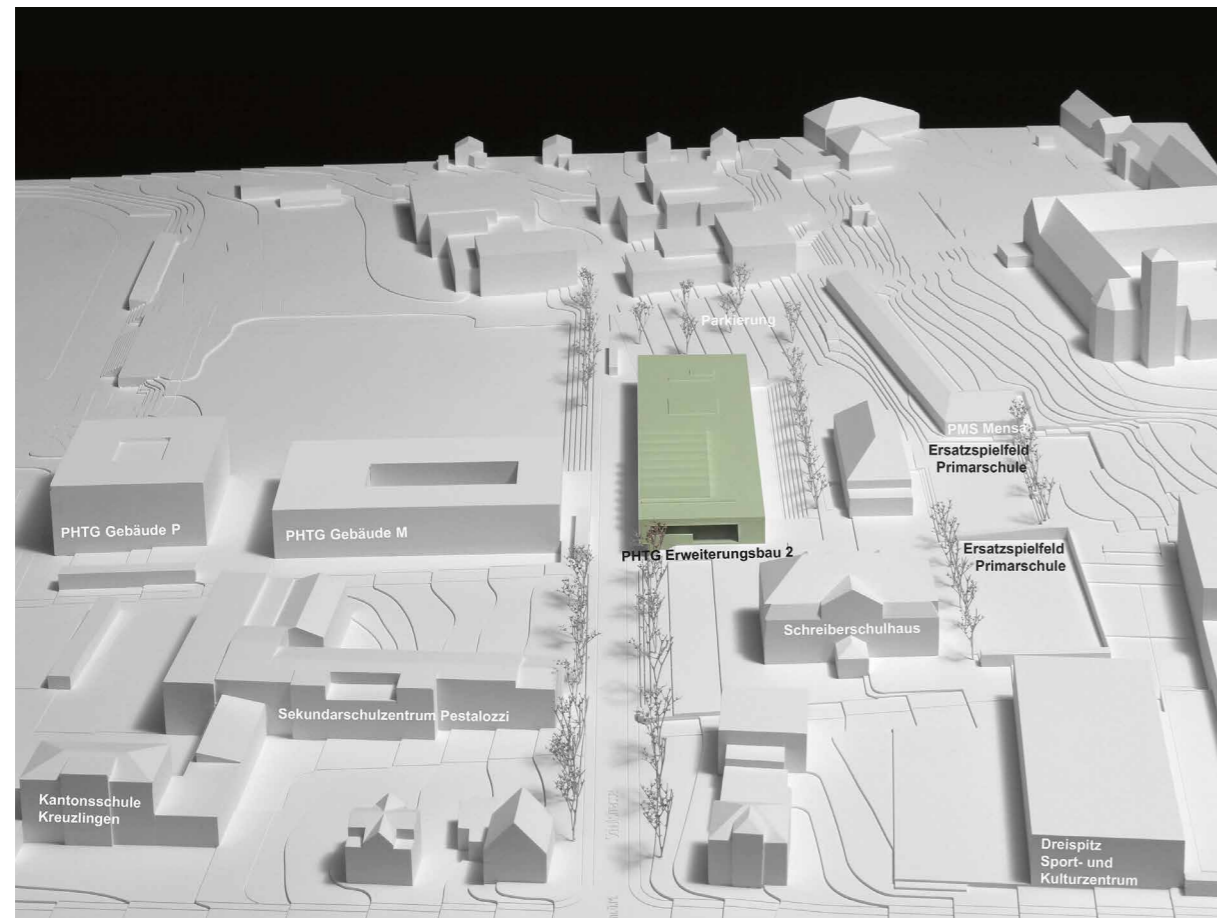 Parkierung
PMS Mensa
Ersatzspielfeld
Primarschule
PHTG Gebäude P
PHTG Gebäude M
PHTG Erweiterungsbau 2
Ersatzspielfeld
Primarschule
Schreiberschulhaus
Sekundarschulzentrum Pestalozzi
Kantonsschule
Kreuzlingen
Dreispitz
Sport- und
Kulturzentrum